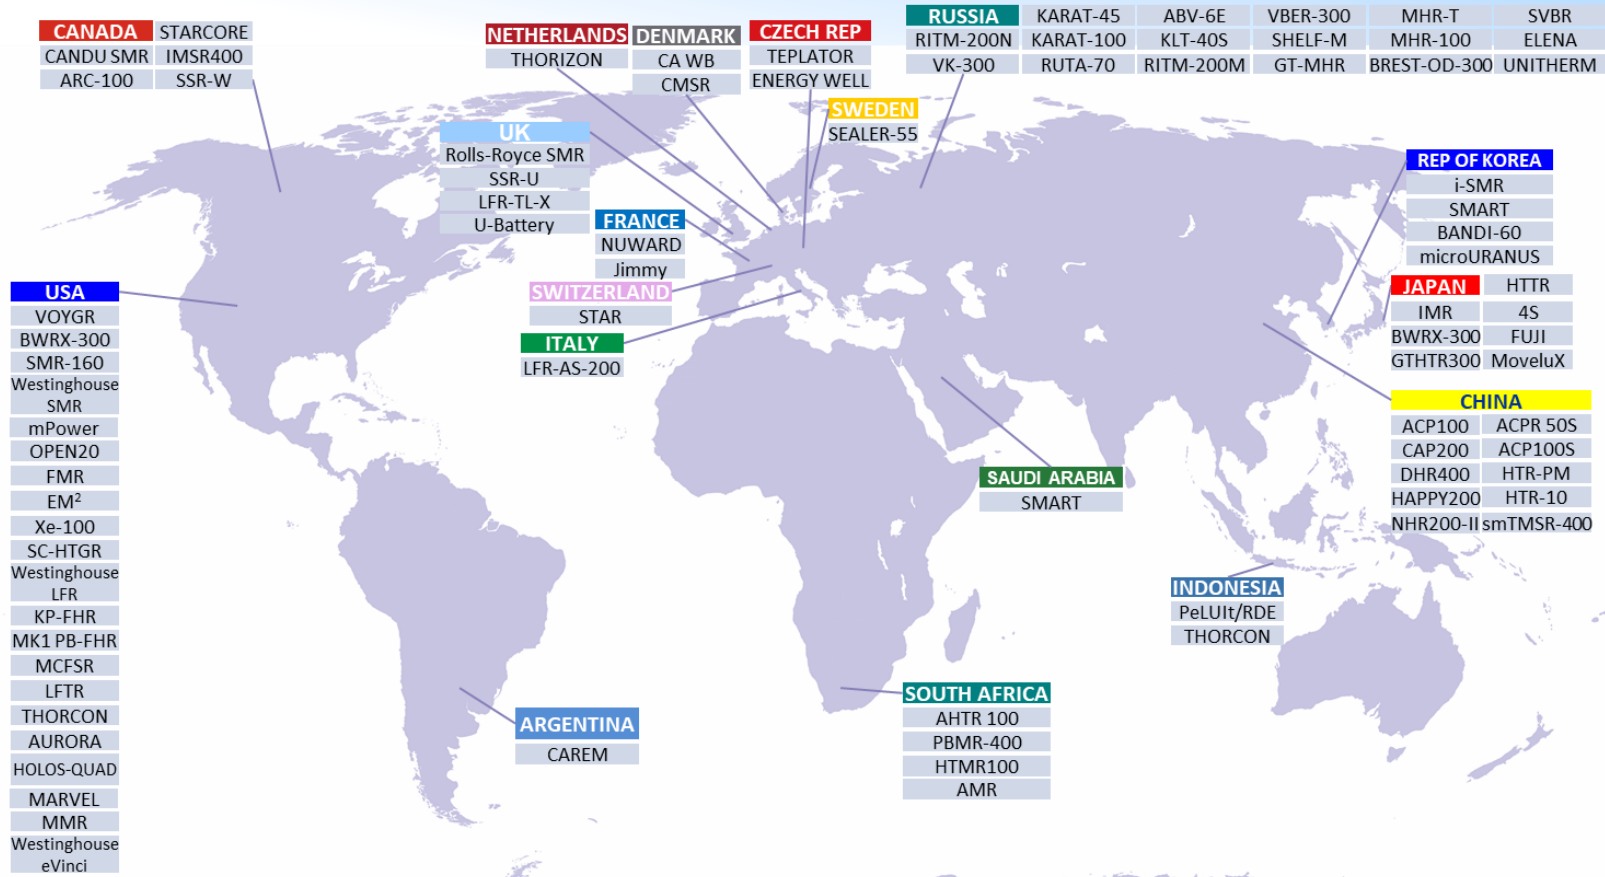 CANADA
STARCORE
CANDU SMR
IMSR400
ARC-100
SSR-W
NETHERLANDS
THORIZON
DENMARK
CA WB
CMSR
CZECH REP
TEPLATOR
ENERGY WELL
SWEDEN
SEALER-55
RUSSIA
KARAT-45
ABV-6E
VBER-300
MHR-T
SVBR
RITM-200N
KARAT-100
KLT-40S
SHELF-M
MHR-100
ELENA
VK-300
RUTA-70
RITM-200M
GT-MHR
BREST-OD-300
UNITHERM
UK
Rolls-Royce SMR
SSR-U
LFR-TL-X
U-Battery
FRANCE
NUWARD
Jimmy
SWITZERLAND
STAR
ITALY
LFR-AS-200
REP OF KOREA
i-SMR
SMART
BANDI-60
microURANUS
JAPAN
HTTR
IMR
4S
BWRX-300
FUJI
GTHTR300
MoveluX
CHINA
ACP100
ACPR 50S
CAP200
ACP100S
DHR400
HTR-PM
HAPPY200
HTR-10
NHR200-II
smTMSR-400
USA
VOYGR
BWRX-300
SMR-160
Westinghouse
SMR
mPower
OPEN20
FMR
EM²
Xe-100
SC-HTGR
Westinghouse
LFR
KP-FHR
MK1 PB-FHR
MCFSR
LFTR
THORCON
AURORA
HOLOS-QUAD
MARVEL
MMR
Westinghouse
eVinci
SAUDI ARABIA
SMART
INDONESIA
PeLUIt/RDE
THORCON
ARGENTINA
CAREM
SOUTH AFRICA
AHTR 100
PBMR-400
HTMR100
AMR